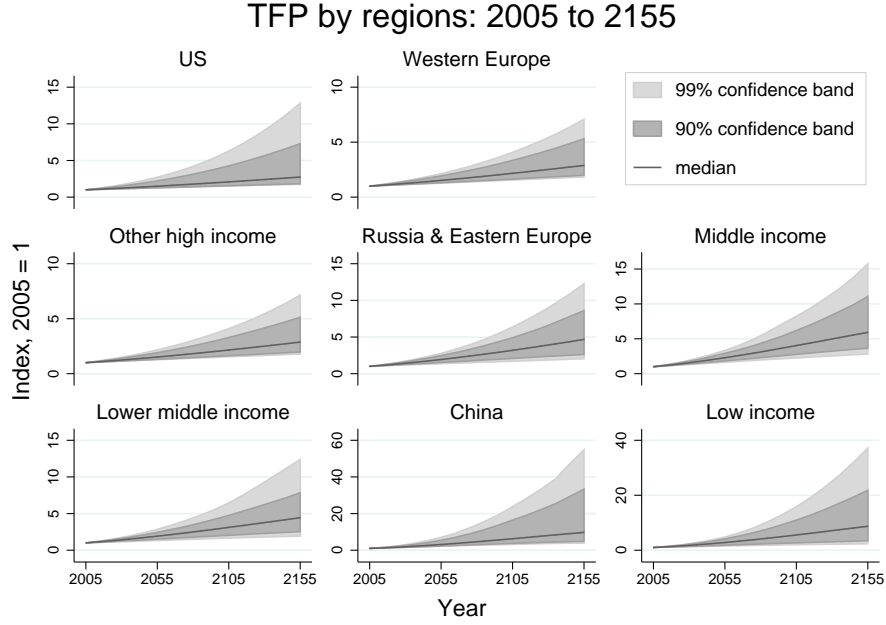 TFP by regions: 2005 to 2155
US
15
10
5
0
Western Europe
10
5
0
99% confidence band
90% confidence band
median
Other high income
10
5
0
Russia & Eastern Europe
15
10
5
0
Middle income
15
10
5
0
Lower middle income
15
10
5
0
2005 2055 2105 2155
China
60
40
20
0
2005 2055 2105 2155
Low income
40
20
0
2005 2055 2105 2155
Index, 2005 = 1
Year